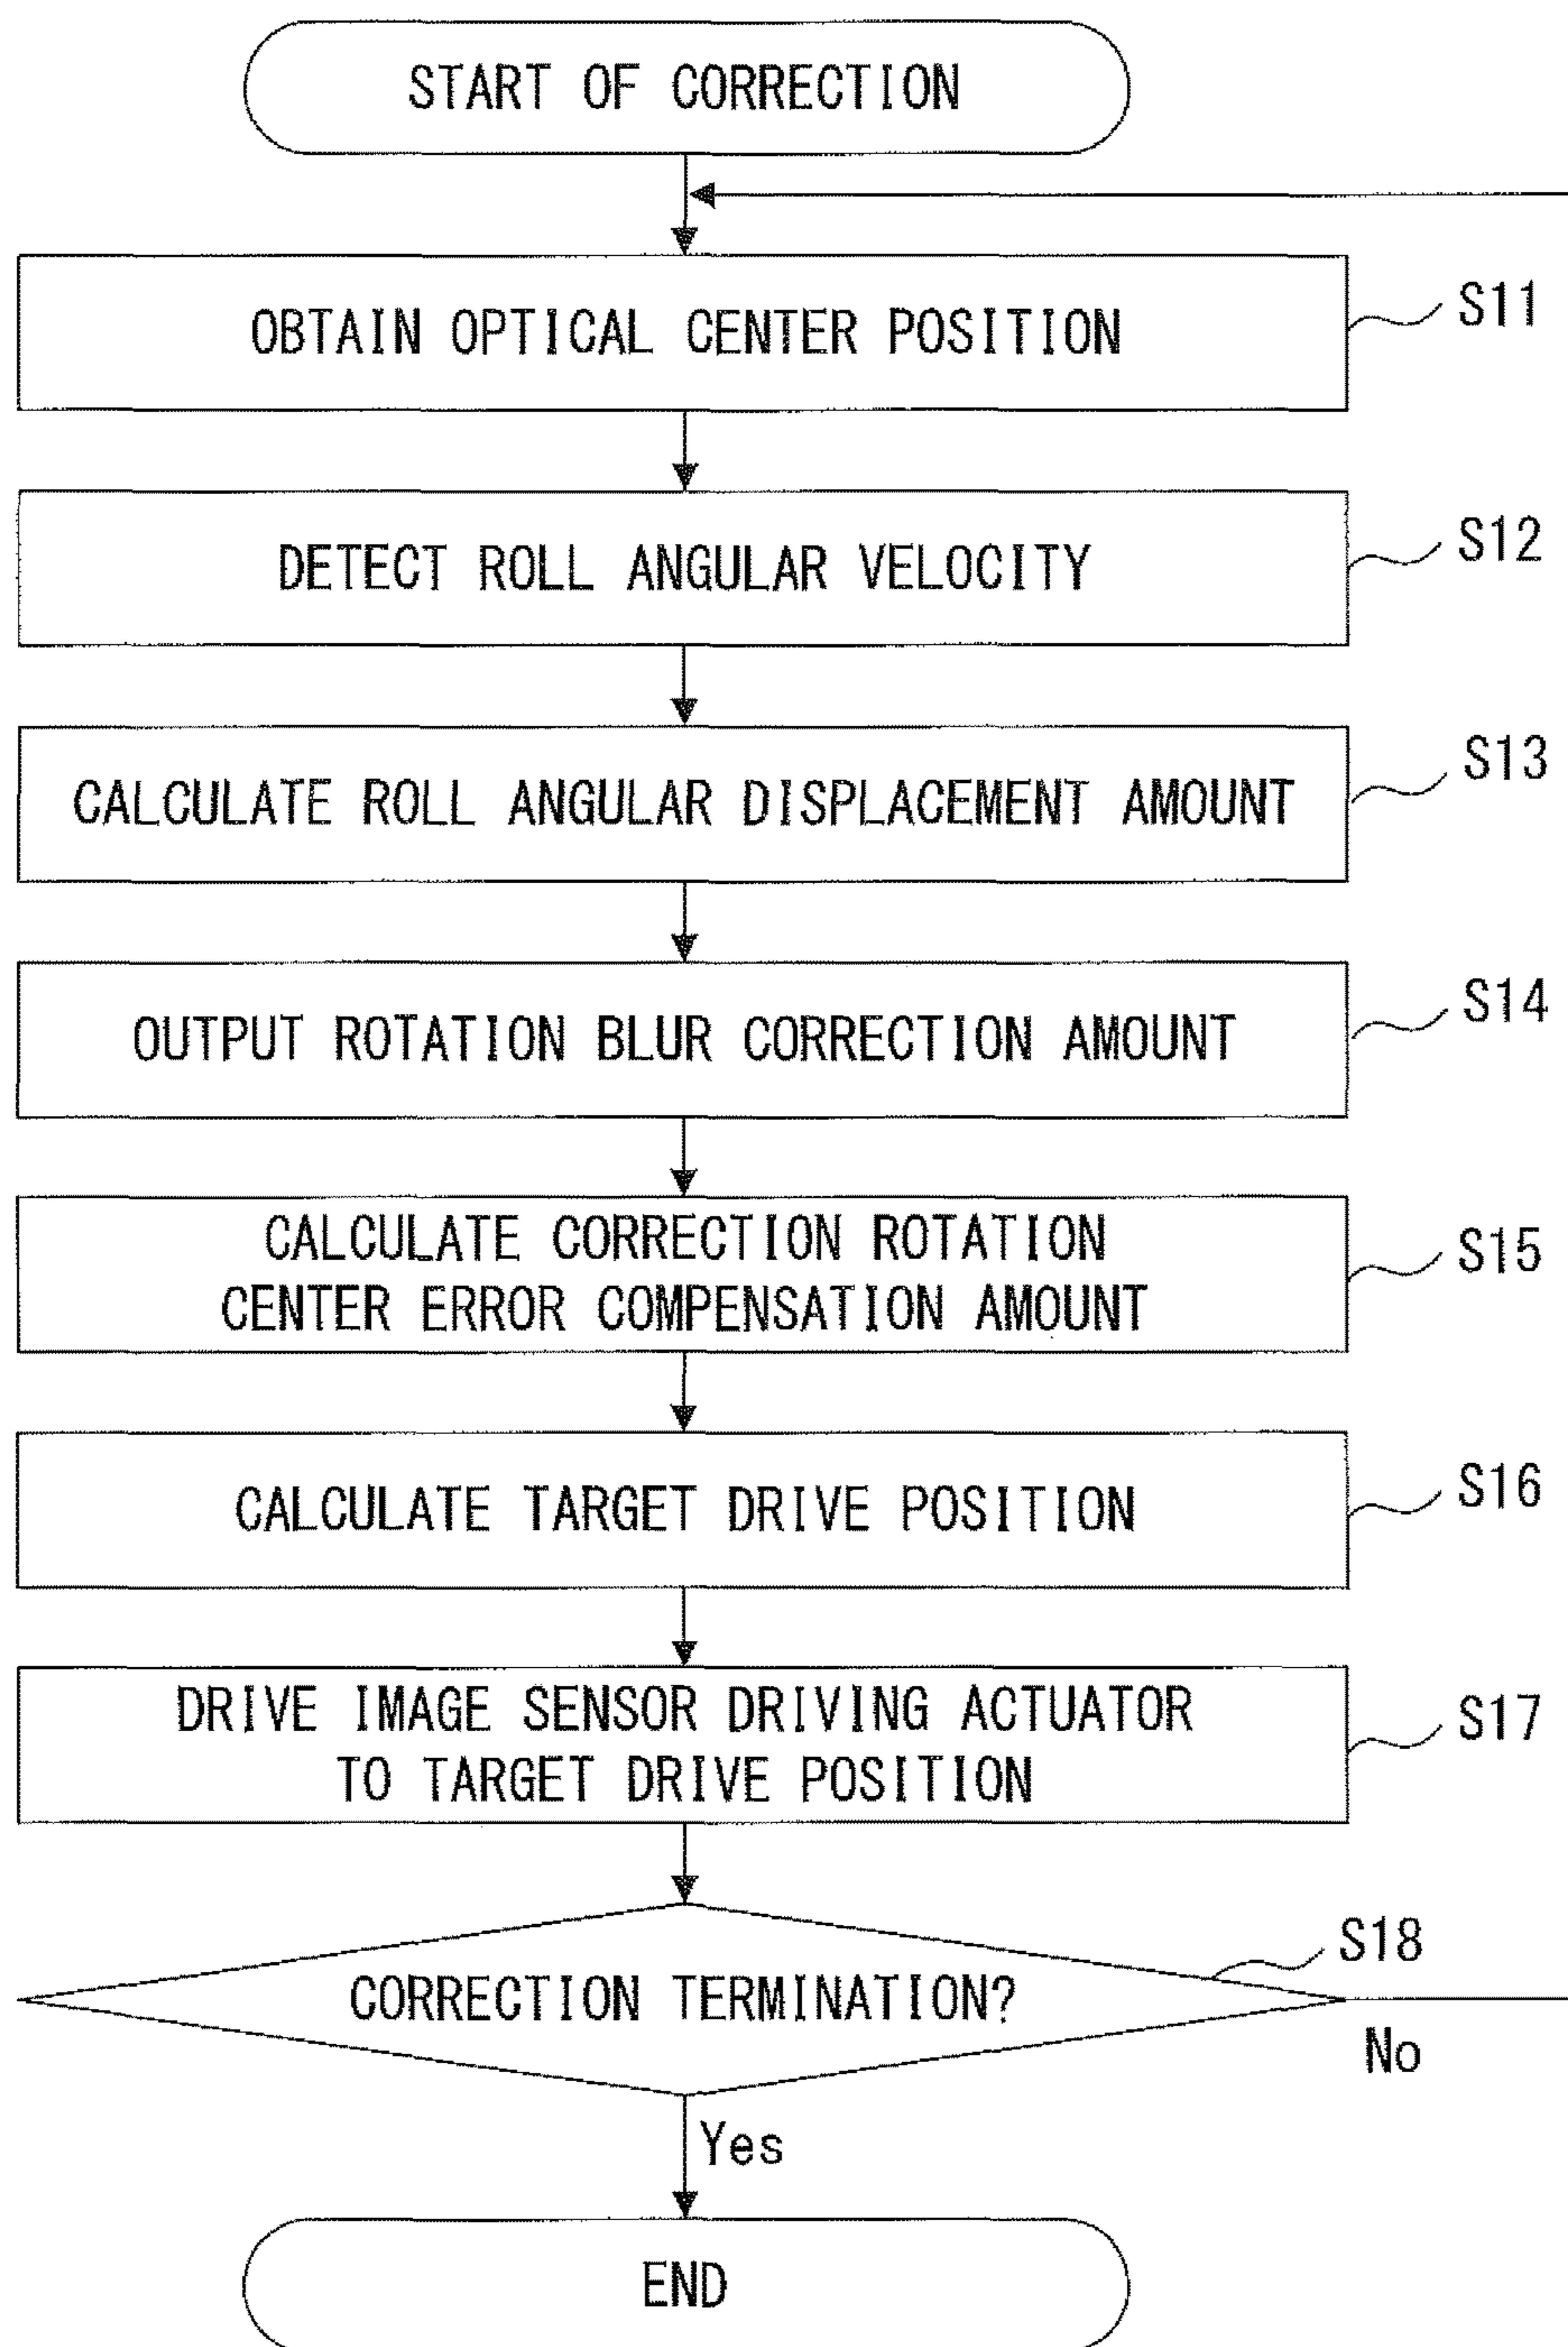 START OF CORRECTION
OBTAIN OPTICAL CENTER POSITION
S11
DETECT ROLL ANGULAR VELOCITY
S12
CALCULATE ROLL ANGULAR DISPLACEMENT AMOUNT
S13
OUTPUT ROTATION BLUR CORRECTION AMOUNT
S14
CALCULATE CORRECTION ROTATION
CENTER ERROR COMPENSATION AMOUNT
S15
CALCULATE TARGET DRIVE POSITION
S16
DRIVE IMAGE SENSOR DRIVING ACTUATOR
TO TARGET DRIVE POSITION
S17
CORRECTION TERMINATION?
S18
No
Yes
END